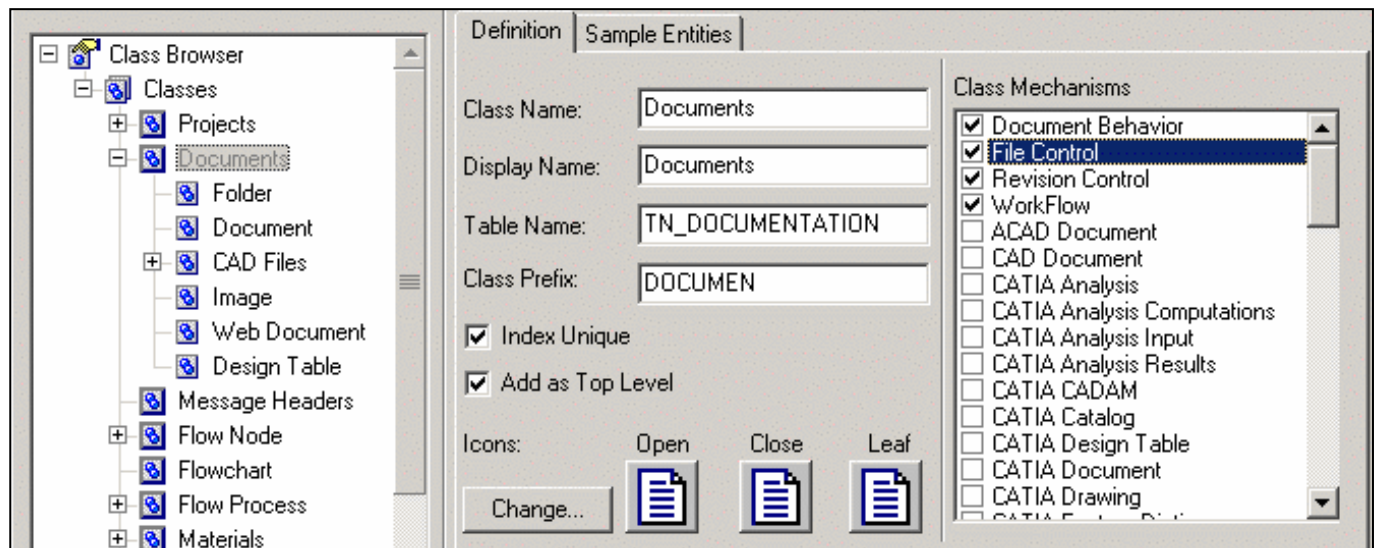 Class Browser
Classes
Projects
Documents
Folder
Document
CAD Files
Image
Web Document
Design Table
Message Headers
Flow Node
Flowchart
Flow Process
Materials
Definition
Sample Entities
Class Name:
Documents
Display Name:
Documents
Table Name:
TN_DOCUMENTATION
Class Prefix:
DOCUMEN
Index Unique
Add as Top Level
Icons:
Open
Close
Leaf
Change...
Class Mechanisms
Document Behavior
File Control
Revision Control
WorkFlow
ACAD Document
CAD Document
CATIA Analysis
CATIA Analysis Computations
CATIA Analysis Input
CATIA Analysis Results
CATIA CADAM
CATIA Catalog
CATIA Design Table
CATIA Document
CATIA Drawing